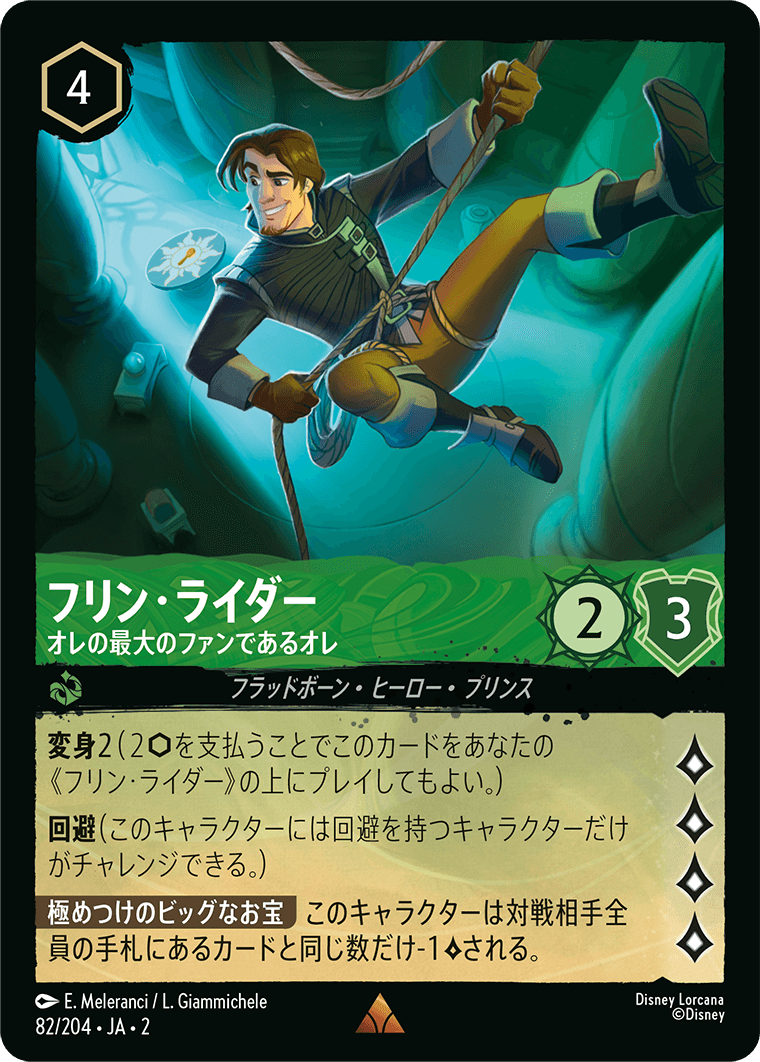 4
フリン・ライダー
オレの最大のファンであるオレ
2
3
フラッドボーン・ヒーロー・プリンス
変身2(2⬡を支払うことでこのカードをあなたの
《フリン・ライダー》の上にプレイしてもよい。)
回避(このキャラクターには回避を持つキャラクターだけ
がチャレンジできる。)
極めつけのビッグなお宝 このキャラクターは対戦相手全
員の手札にあるカードと同じ数だけ-1◊される。
E. Meleranci / L. Giammichele
82/204・JA・2
Disney Lorcana
©Disney